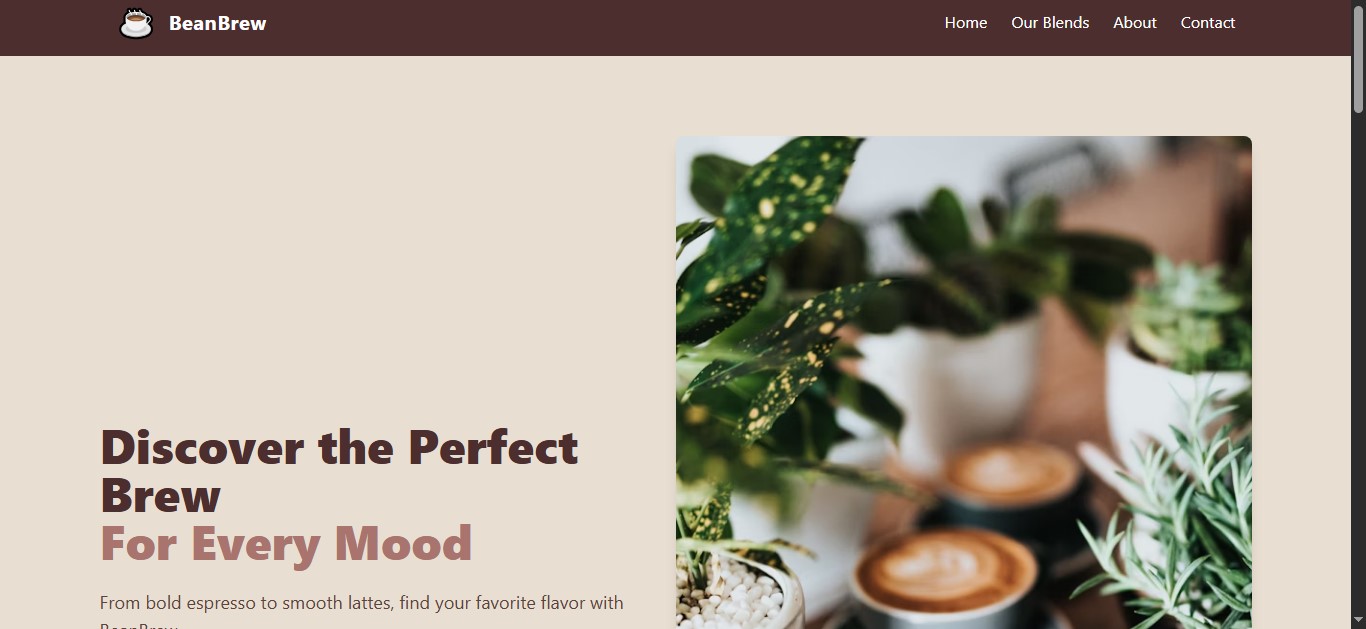 BeanBrew
Home Our Blends About Contact
Discover the Perfect
Brew
For Every Mood
From bold espresso to smooth lattes, find your favorite flavor with
BeanBrew.